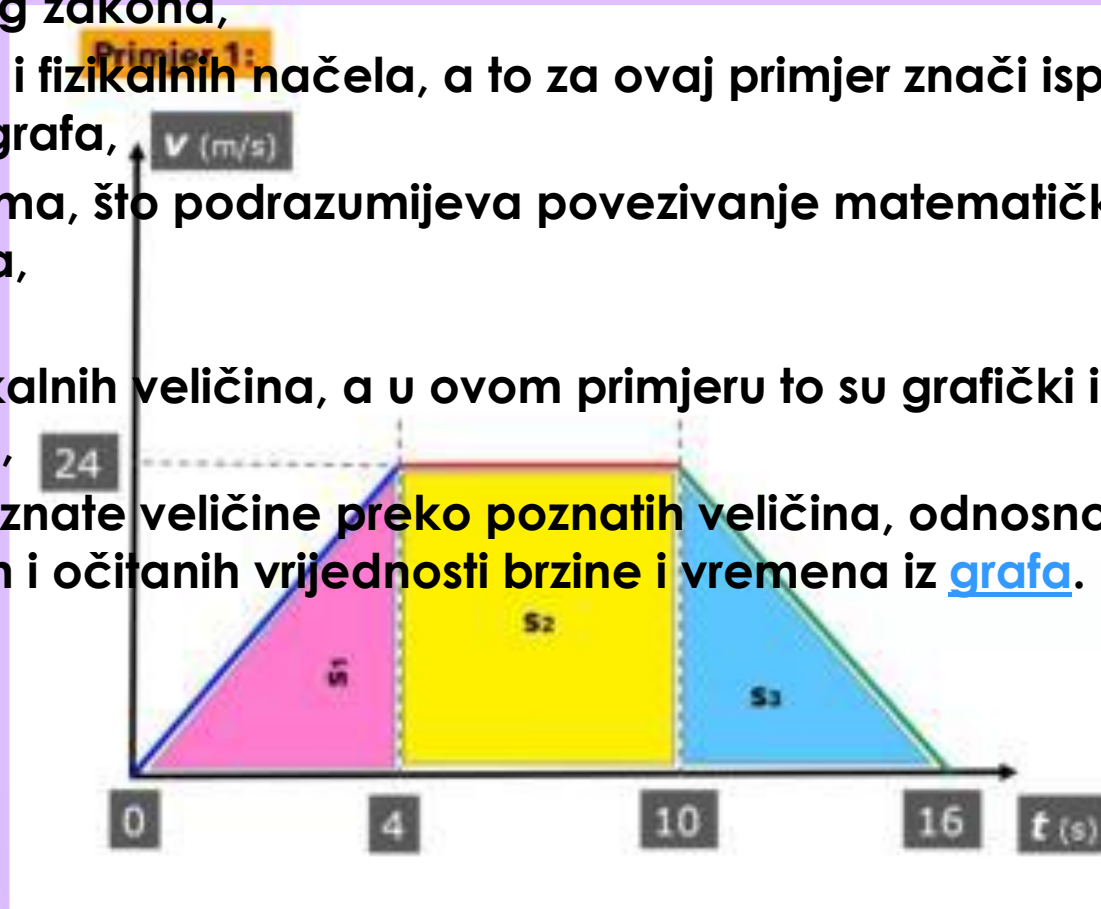 g zakona,
Primjer 1:
i fizikalnih načela, a to za ovaj primjer znači isp
grafa,
v (m/s)
ma, što podrazumijeva povezivanje matematičk
a,
kalnih veličina, a u ovom primjeru to su grafički i
,
24
znate veličine preko poznatih veličina, odnosno
n i očitanih vrijednosti brzine i vremena iz grafa.
s2
s1
s3
0 4 10 16 t (s)